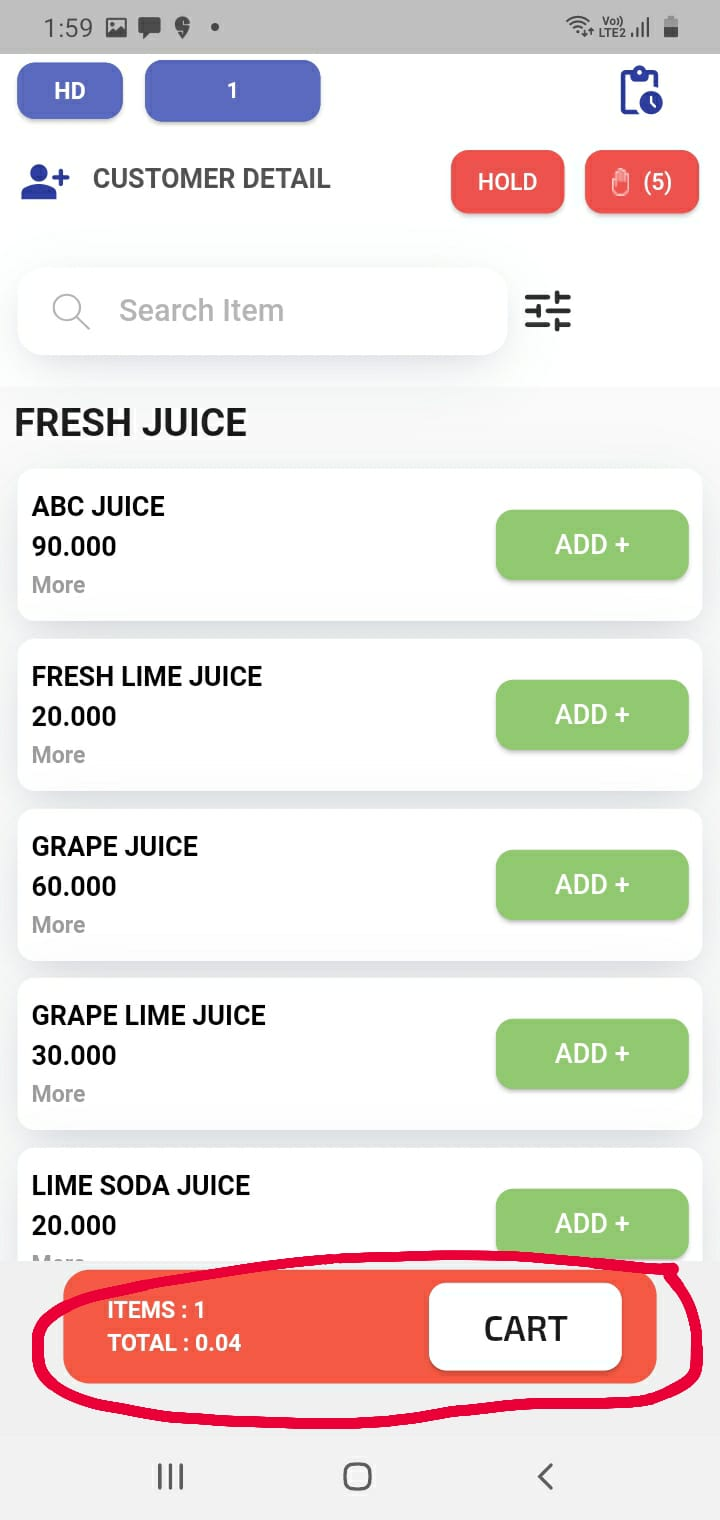 1:59 Vo)) LTE2
HD 1
CUSTOMER DETAIL HOLD (5)
Search Item
FRESH JUICE
ABC JUICE
90.000
More
ADD +
FRESH LIME JUICE
20.000
More
ADD +
GRAPE JUICE
60.000
More
ADD +
GRAPE LIME JUICE
30.000
More
ADD +
LIME SODA JUICE
20.000
ADD +
ITEMS : 1
TOTAL : 0.04
CART